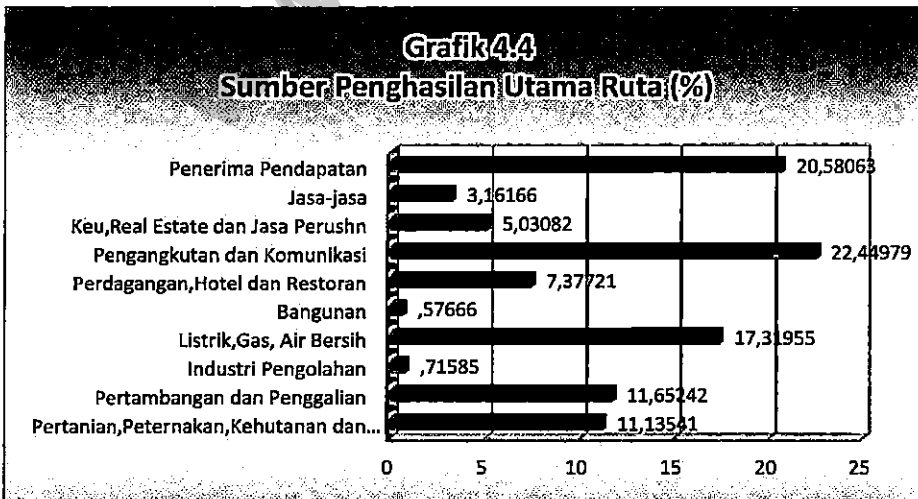 Grafik 4.4
Sumber Penghasilan Utama Ruta (%)
Penerima Pendapatan 20,58063
Jasa-jasa 3,16166
Keu,Real Estate dan Jasa Perushn 5,03082
Pengangkutan dan Komunikasi 22,44979
Perdagangan,Hotel dan Restoran 7,37721
Bangunan ,57666
Listrik,Gas, Air Bersih 17,31955
Industri Pengolahan ,71585
Pertambangan dan Penggalian 11,65242
Pertanian,Peternakan,Kehutanan dan... 11,13541
0 5 10 15 20 25